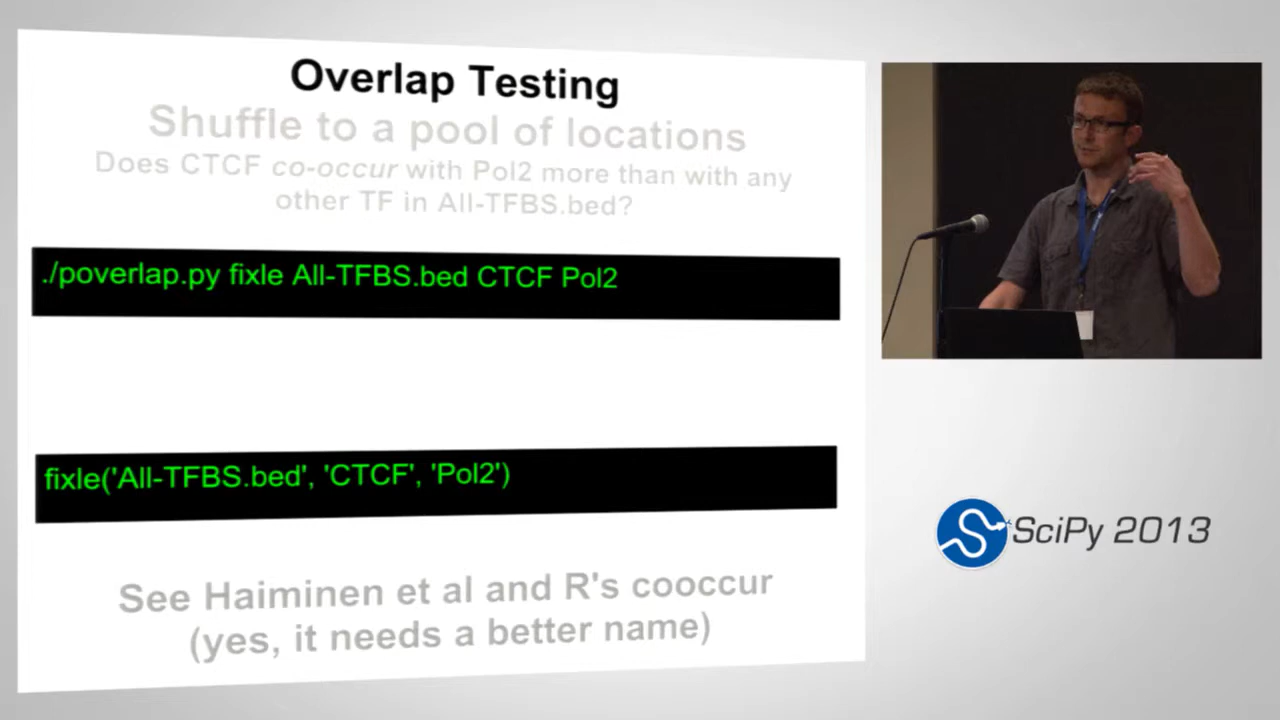 Overlap Testing
Shuffle to a pool of locations
Does CTCF co-occur with Pol2 more than with any
other TF in All-TFBS.bed?
./poverlap.py fixle All-TFBS.bed CTCF Pol2
fixle('All-TFBS.bed', 'CTCF', 'Pol2')
See Haiminen et al and R's cooccur
(yes, it needs a better name)
SciPy 2013